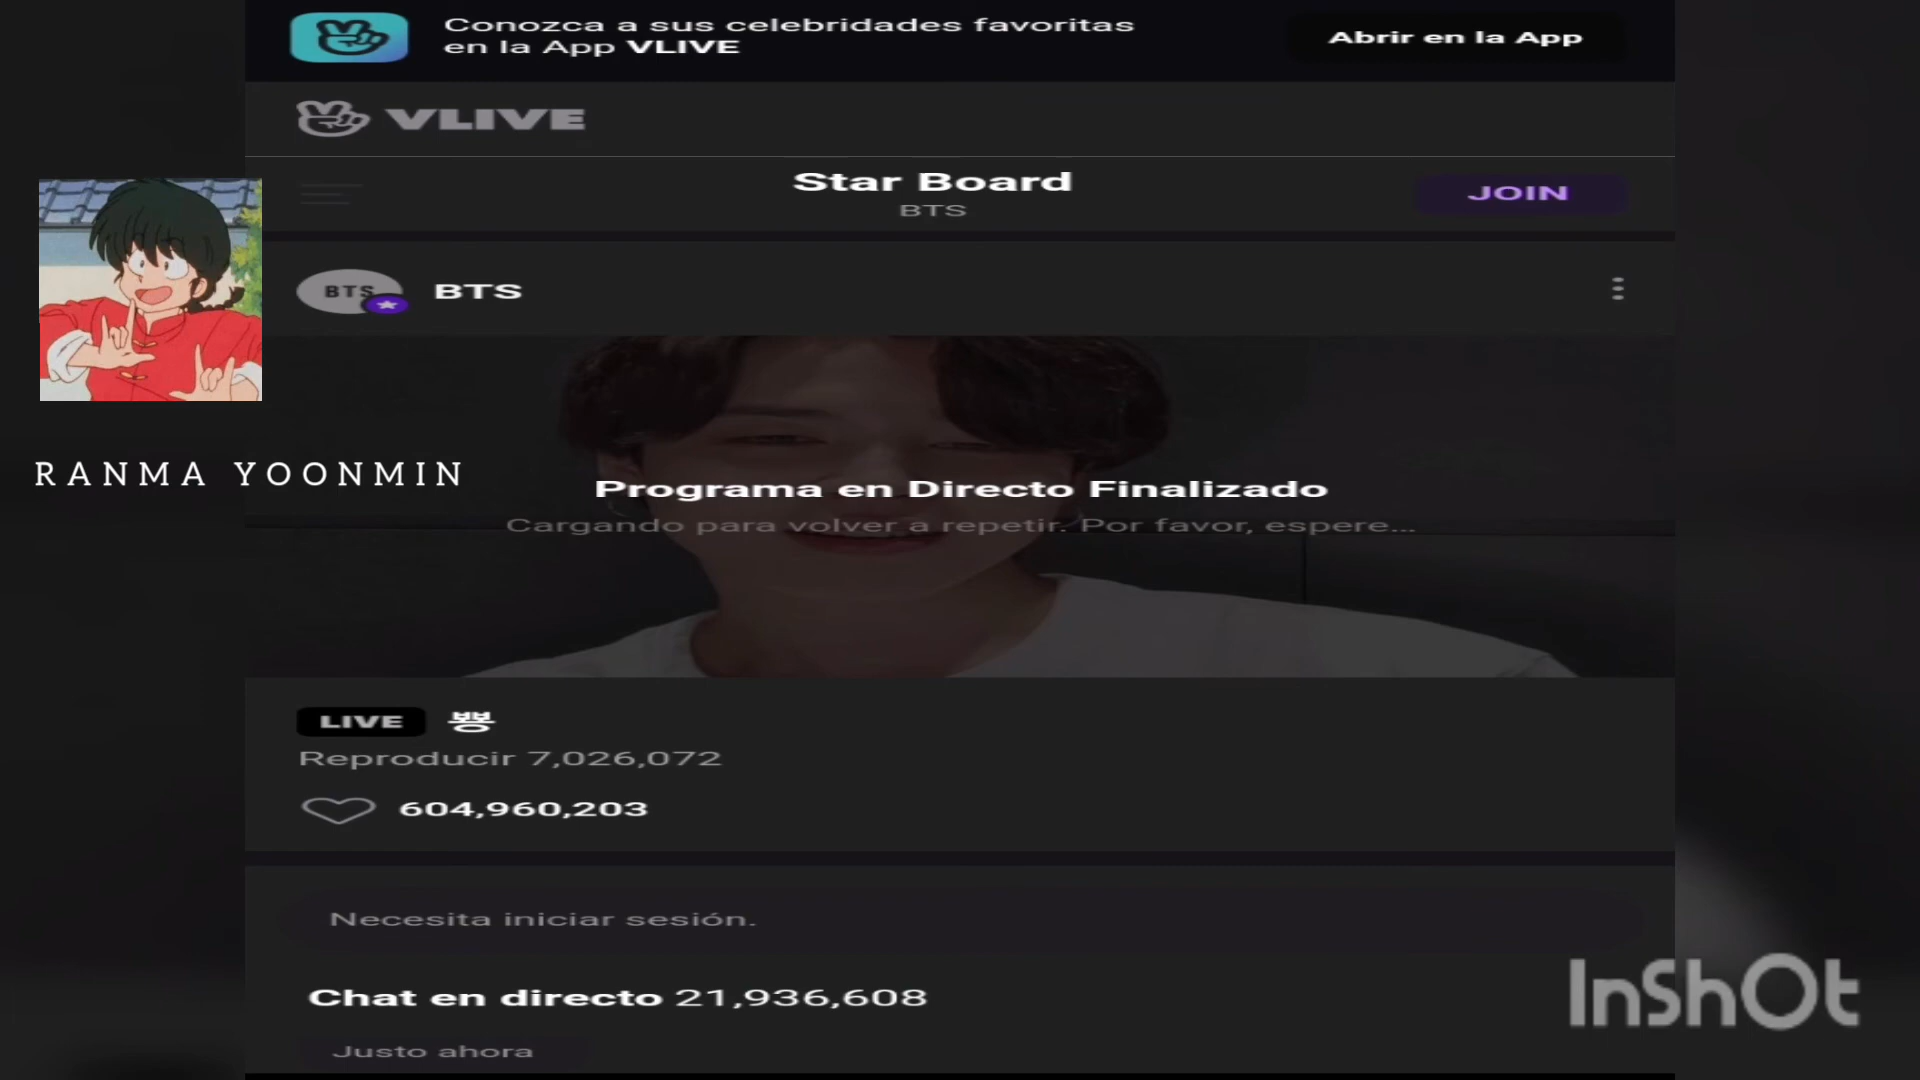 Conozca a sus celebridades favoritas
en la App VLIVE
Abrir en la App
VLIVE
Star Board
BTS
JOIN
BTS
BTS
RANMA YOONMIN
Programa en Directo Finalizado
Cargando para volver a repetir. Por favor, espere...
LIVE 뿅
Reproducir 7,026,072
604,960,203
Necesita iniciar sesión.
Chat en directo 21,936,608
Justo ahora
InShOt